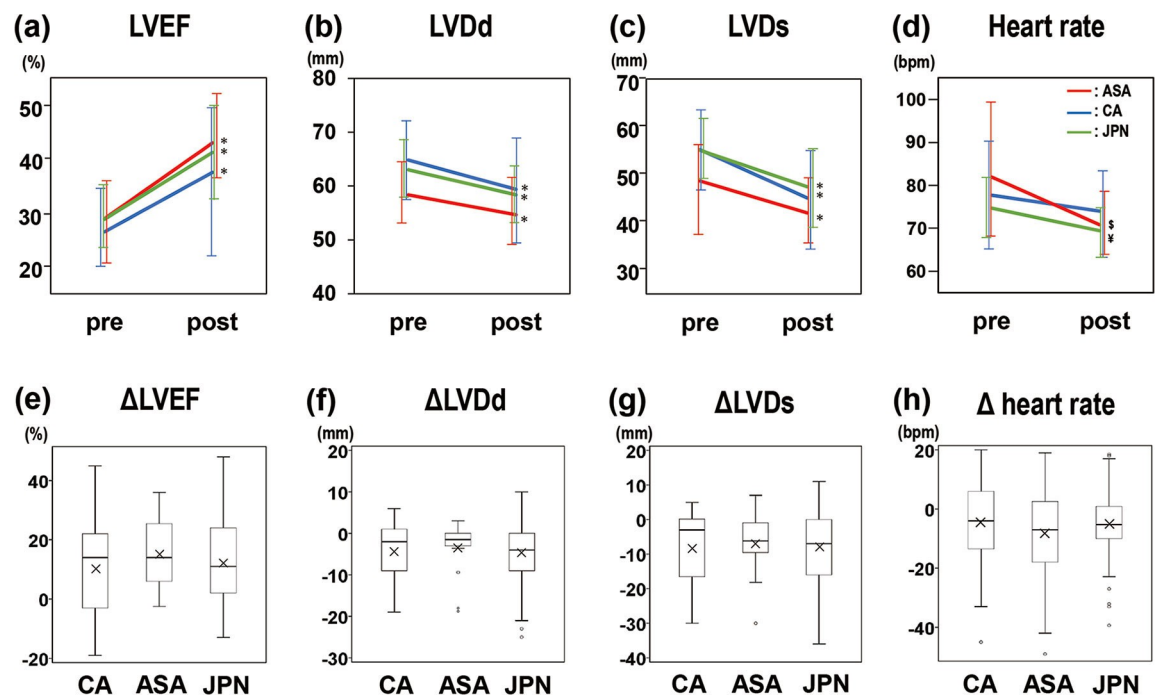 (a) LVEF
(%)
50
40
30
20
pre post
*
*
*
(b) LVDd
(mm)
80
70
60
50
40
pre post
*
*
*
(c) LVDs
(mm)
70
60
50
40
30
pre post
*
*
*
(d) Heart rate
(bpm)
100
90
80
70
60
pre post
: ASA
: CA
: JPN
$
¥
(e) ΔLVEF
(%)
40
20
0
-20
CA ASA JPN
(f) ΔLVDd
(mm)
20
10
0
-10
-20
-30
CA ASA JPN
(g) ΔLVDs
(mm)
20
10
0
-10
-20
-30
-40
CA ASA JPN
(h) Δ heart rate
(bpm)
20
0
-20
-40
CA ASA JPN